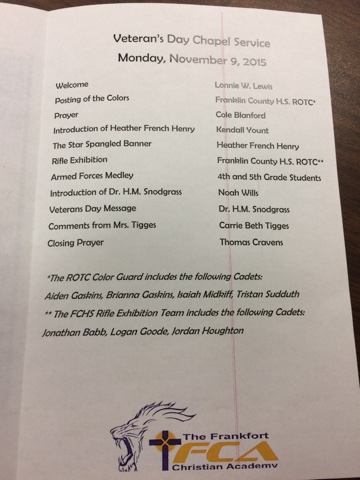 Veteran's Day Chapel Service
Monday, November 9, 2015
Welcome Lonnie W. Lewis
Posting of the Colors Franklin County H.S. ROTC*
Prayer Cole Blanford
Introduction of Heather French Henry Kendall Yount
The Star Spangled Banner Heather French Henry
Rifle Exhibition Franklin County H.S. ROTC**
Armed Forces Medley 4th and 5th Grade Students
Introduction of Dr. H.M. Snodgrass Noah Wills
Veterans Day Message Dr. H.M. Snodgrass
Comments from Mrs. Tigges Carrie Beth Tigges
Closing Prayer Thomas Cravens
*The ROTC Color Guard includes the following Cadets:
Aiden Gaskins, Brianna Gaskins, Isaiah Midkiff, Tristan Sudduth
** The FCHS Rifle Exhibition Team includes the following Cadets:
Jonathan Babb, Logan Goode, Jordan Houghton
The Frankfort
FCA
Christian Academy